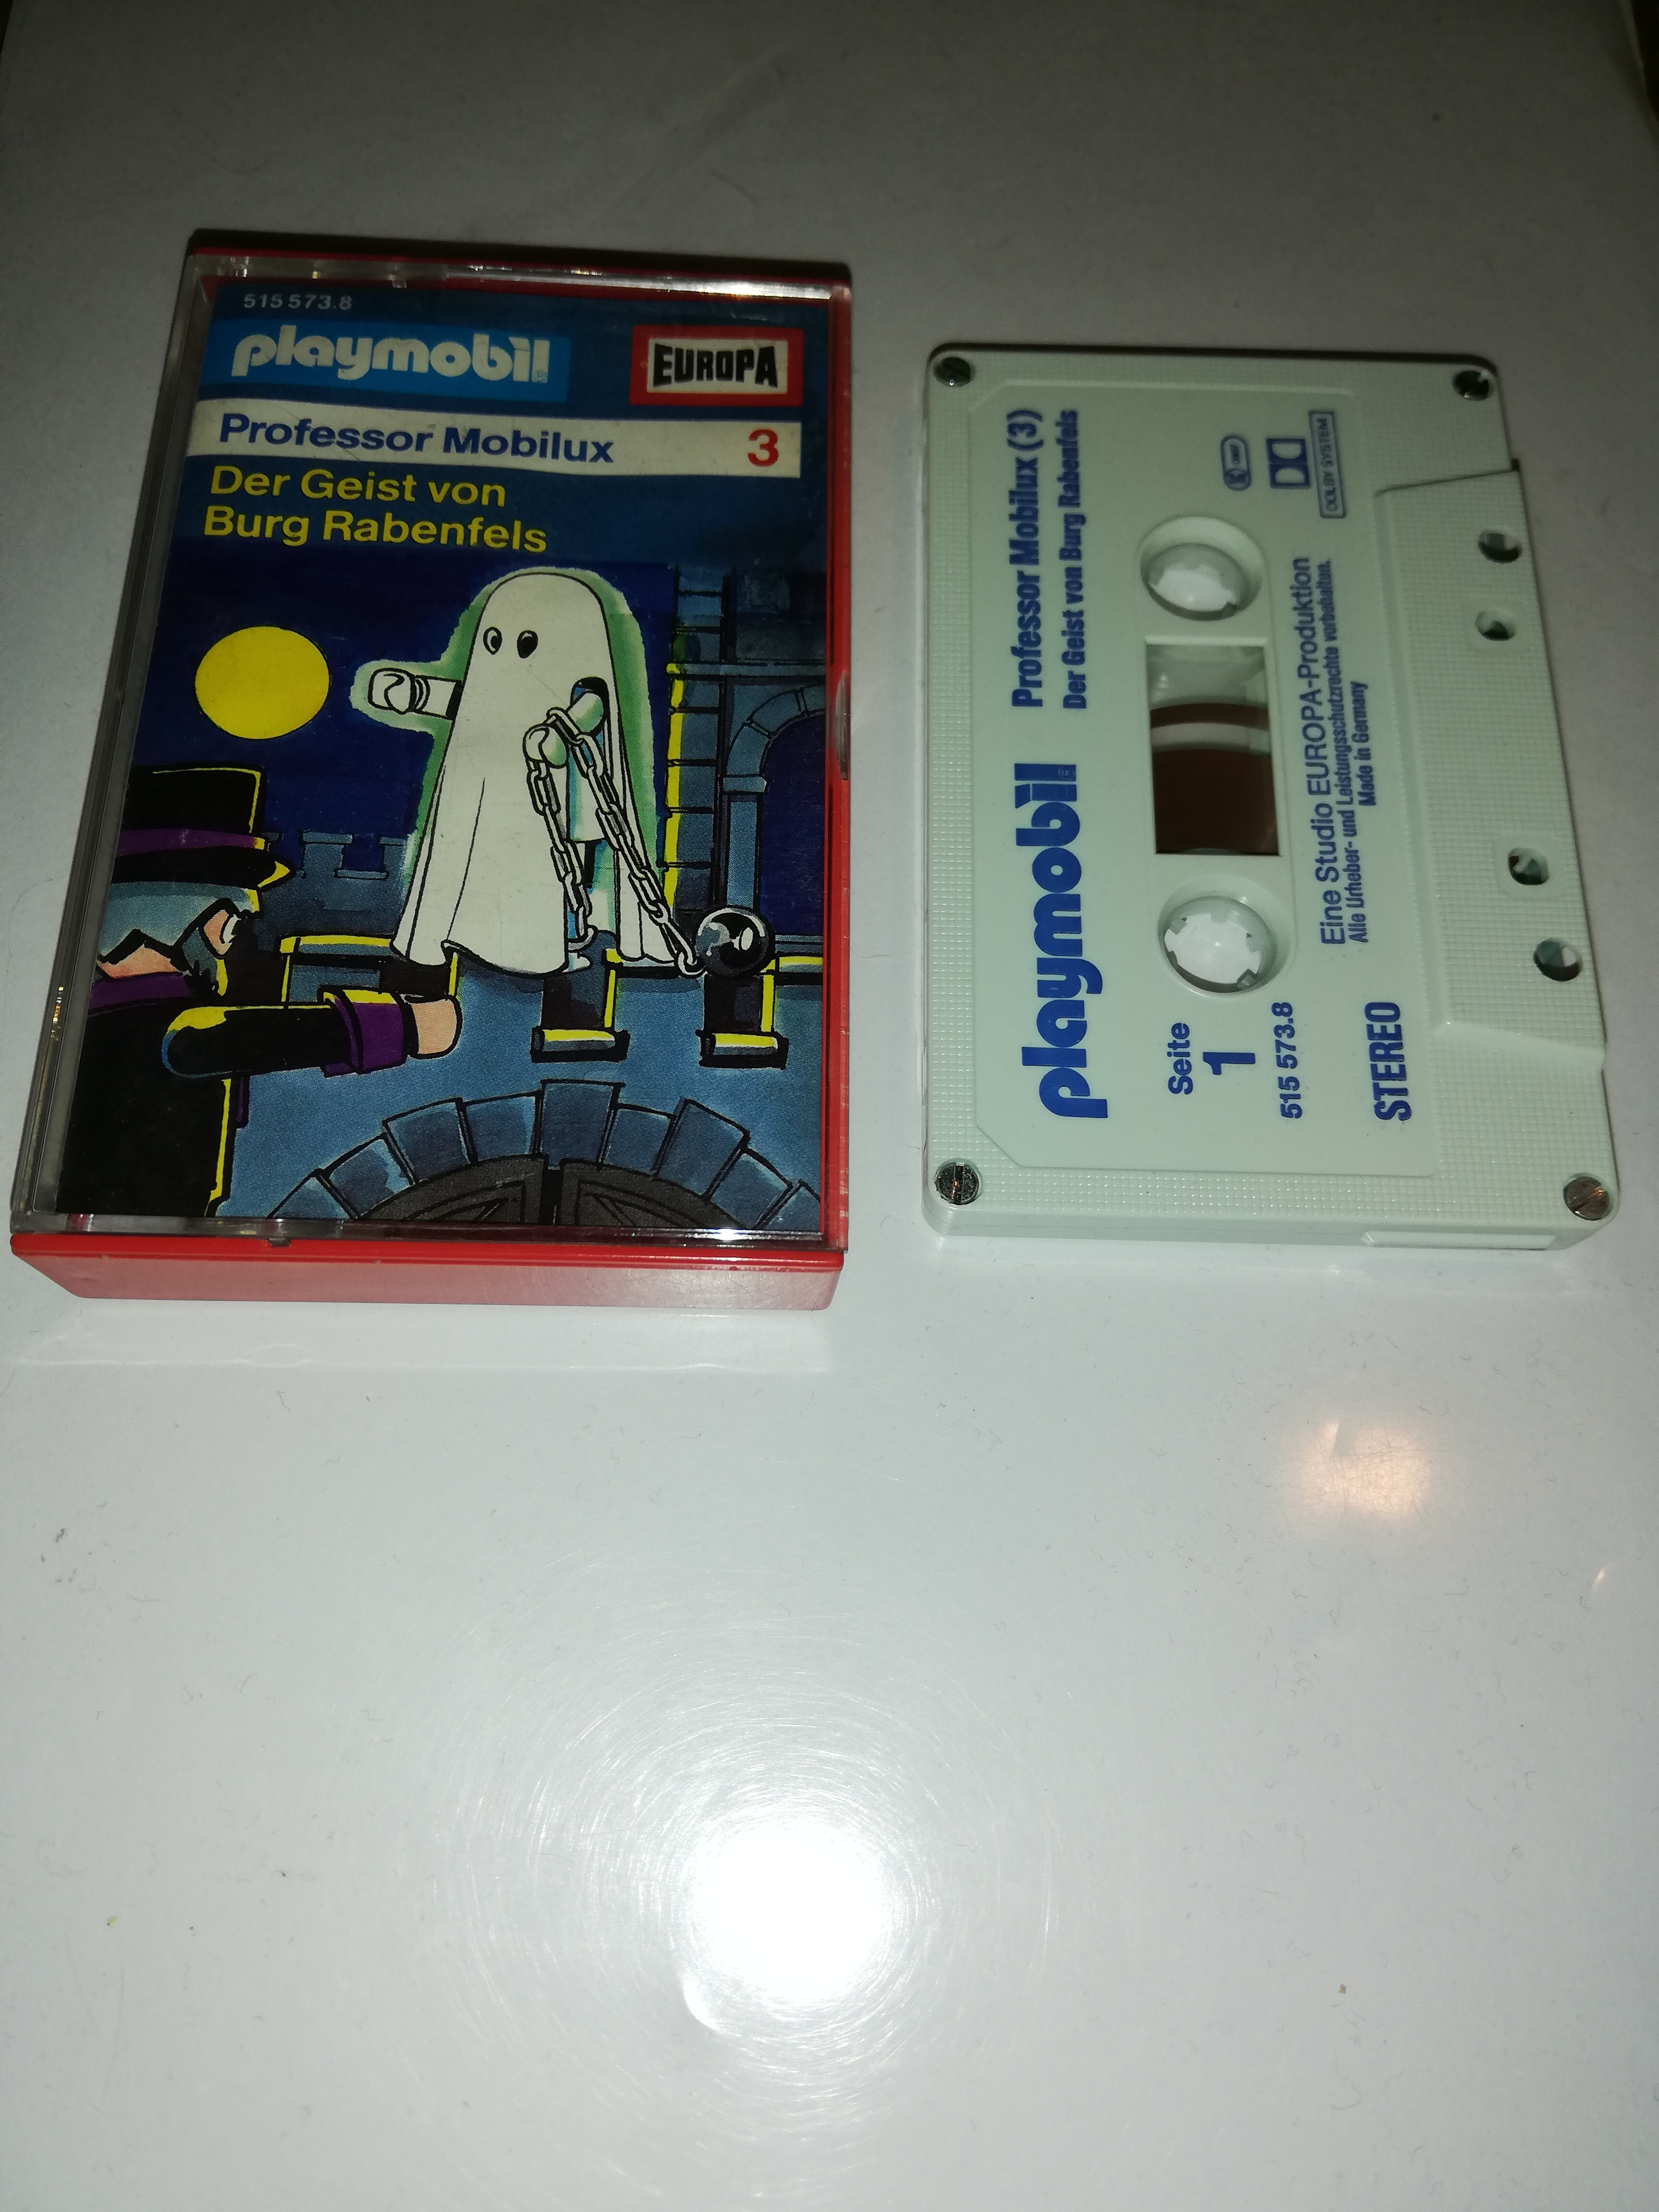 515 573.8
playmobil®
EUROPA
Professor Mobilux 3
Der Geist von
Burg Rabenfels
playmobil
Professor Mobilux (3)
Der Geist von Burg Rabenfels
Seite
1
515 573.8
STEREO
Eine Studio EUROPA-Produktion
Alle Urheber- und Leistungsschutzrechte vorbehalten.
Made in Germany
DOLBY SYSTEM